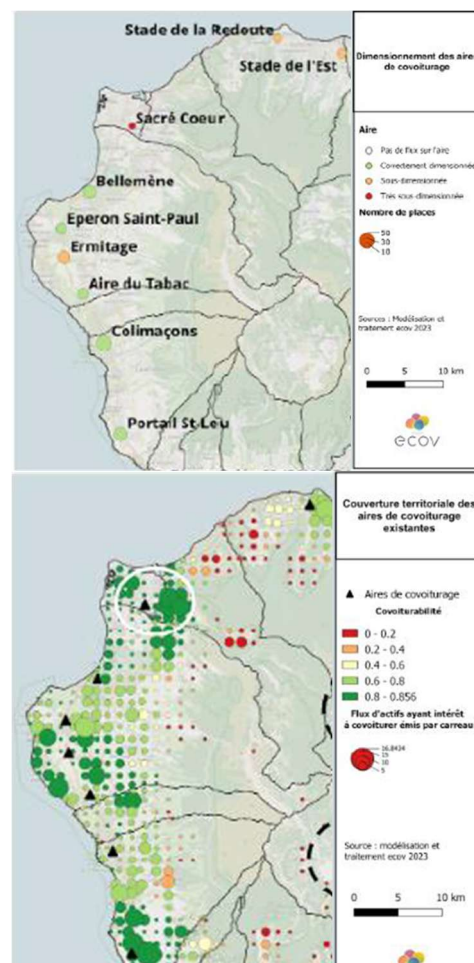 Stade de la Redoute
Stade de l'Est
Sacré Coeur
Bellemène
Eperon Saint-Paul
Ermitage
Aire du Tabac
Colimaçons
Portail St-Leu
Dimensionnement des aires
de covoiturage
Aire
Pas de flux sur l'aire
Correctement dimensionnée
Sous-dimensionnée
Très sous-dimensionnée
Nombre de places
50
30
10
Sources : Modélisation et
traitement ecov 2023
0 5 10 km
ecov
Couverture territoriale des
aires de covoiturage
existantes
Aires de covoiturage
Covoiturabilité
0 - 0.2
0.2 - 0.4
0.4 - 0.6
0.6 - 0.8
0.8 - 0.856
Flux d'actifs ayant intérêt
à covoiturer émis par carreau
15
10
5
Source : modélisation et
traitement ecov 2023
0 5 10 km